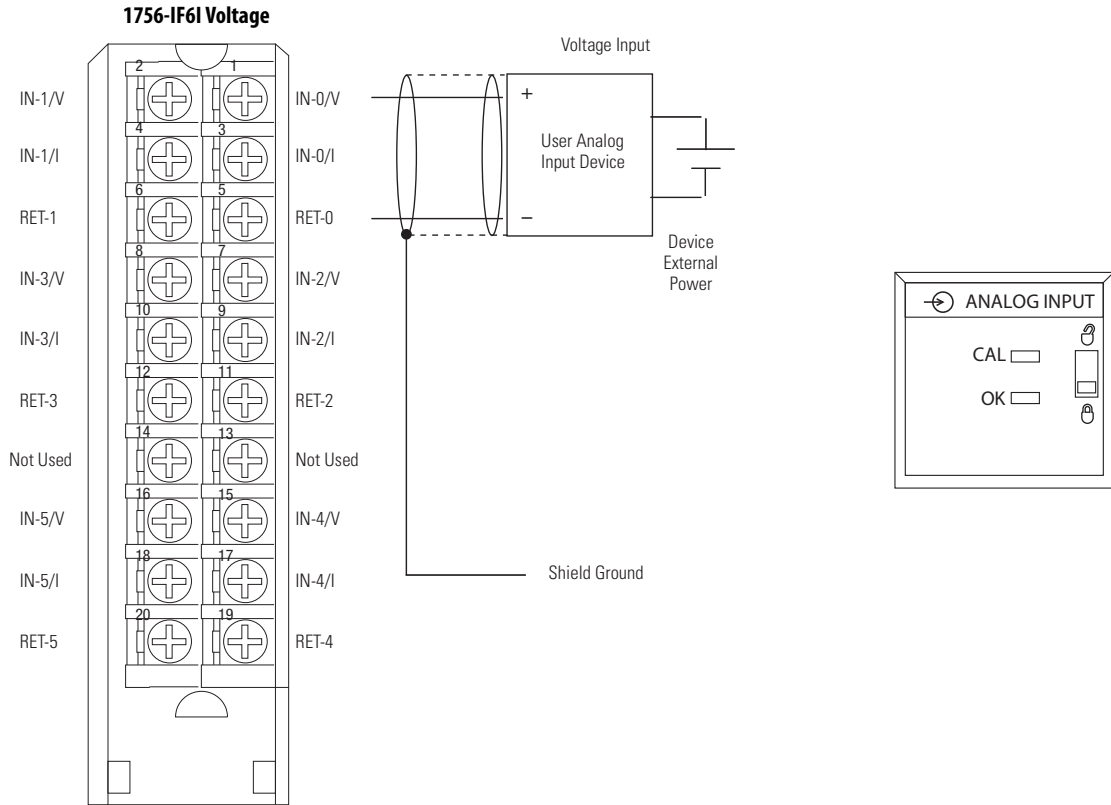 1756-IF6I Voltage
Voltage Input
2 1
IN-1/V IN-0/V +
4 3
IN-1/I IN-0/I User Analog
Input Device
6 5
RET-1 RET-0 –
8 7
Device
External
Power
IN-3/V IN-2/V
10 9
ANALOG INPUT
IN-3/I IN-2/I CAL
12 11
RET-3 RET-2 OK
14 13
Not Used Not Used
16 15
IN-5/V IN-4/V
18 17
IN-5/I IN-4/I Shield Ground
20 19
RET-5 RET-4